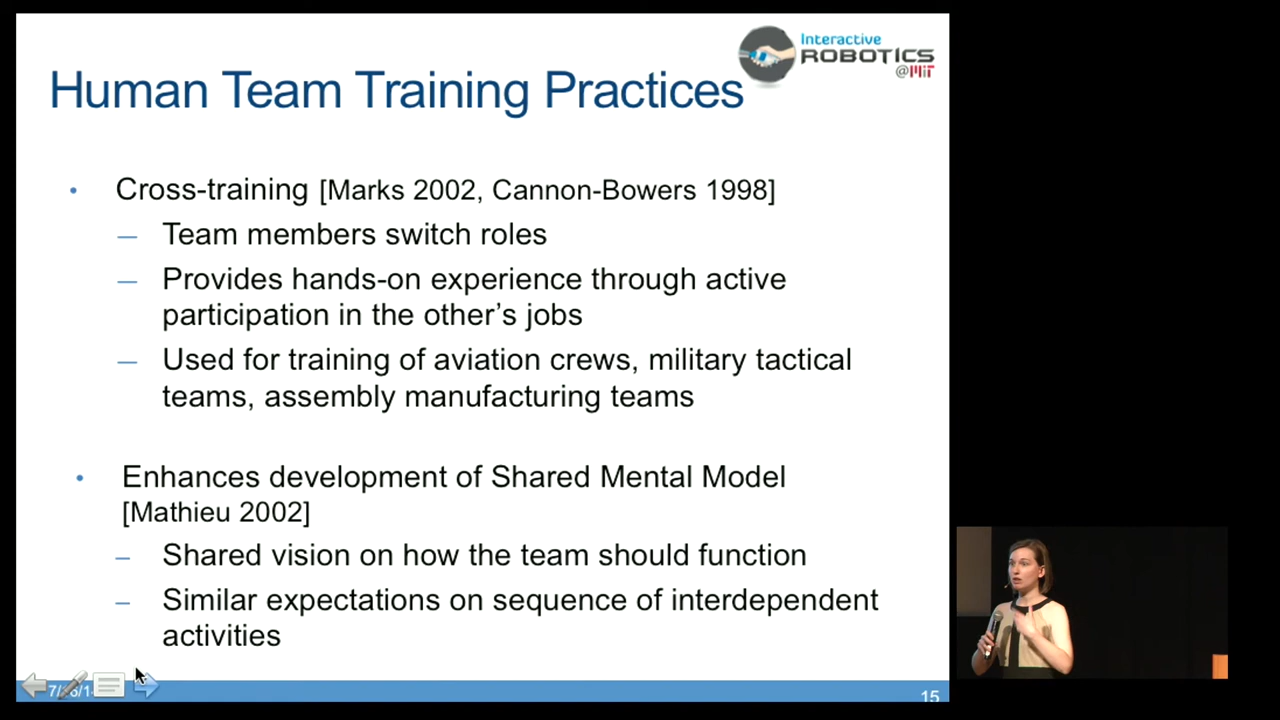 Interactive
ROBOTICS
@MIT
Human Team Training Practices
• Cross-training [Marks 2002, Cannon-Bowers 1998]
— Team members switch roles
— Provides hands-on experience through active
participation in the other's jobs
— Used for training of aviation crews, military tactical
teams, assembly manufacturing teams
• Enhances development of Shared Mental Model
[Mathieu 2002]
– Shared vision on how the team should function
– Similar expectations on sequence of interdependent
activities
15